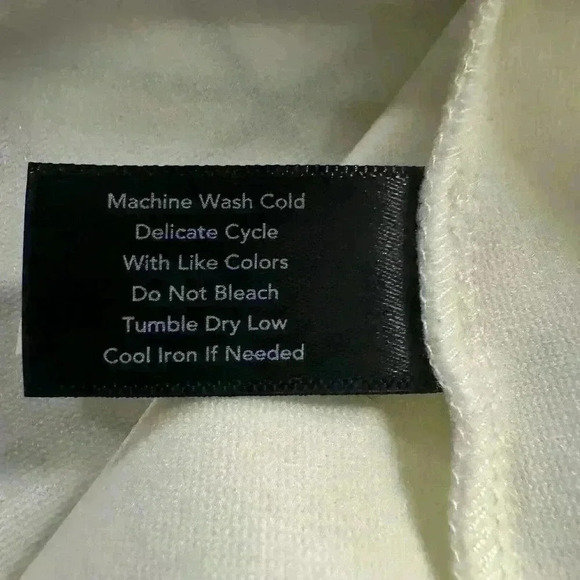 Machine Wash Cold
Delicate Cycle
With Like Colors
Do Not Bleach
Tumble Dry Low
Cool Iron If Needed